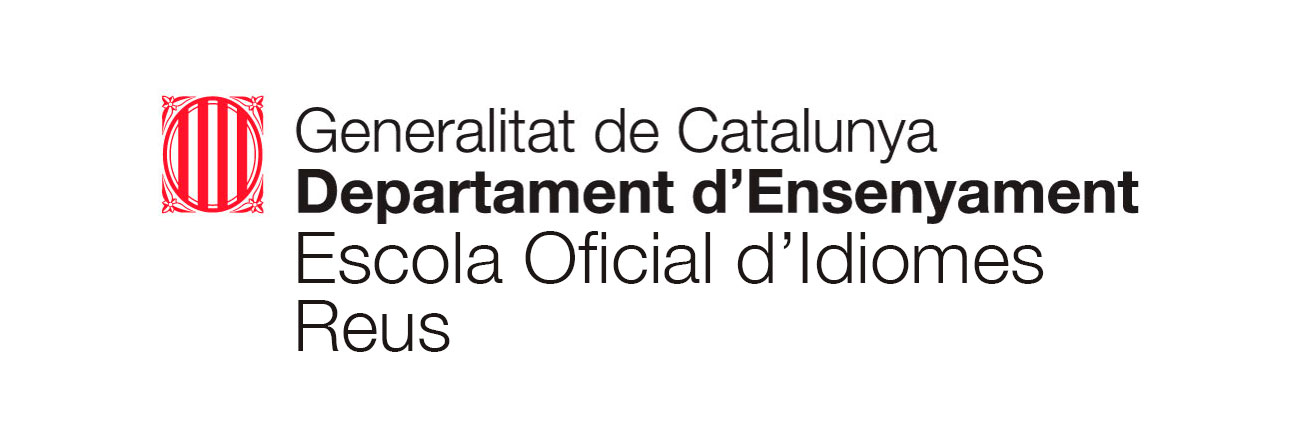 Generalitat de Catalunya
Departament d’Ensenyament
Escola Oficial d’Idiomes
Reus